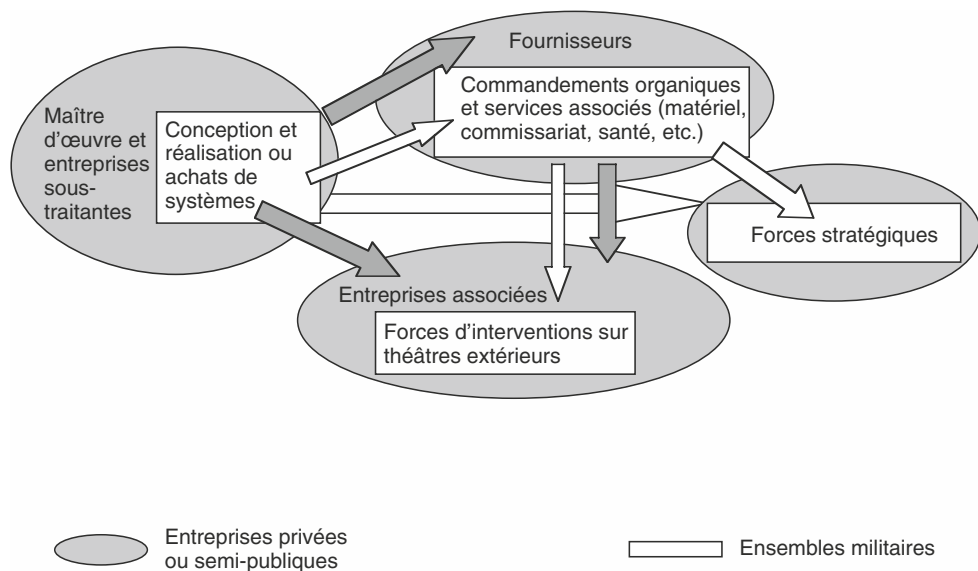 Maître
d'œuvre et
entreprises
sous-
traitantes
Conception et
réalisation ou
achats de
systèmes
Fournisseurs
Commandements organiques
et services associés (matériel,
commissariat, santé, etc.)
Forces stratégiques
Entreprises associées
Forces d'interventions sur
théâtres extérieurs
Entreprises privées
ou semi-publiques
Ensembles militaires